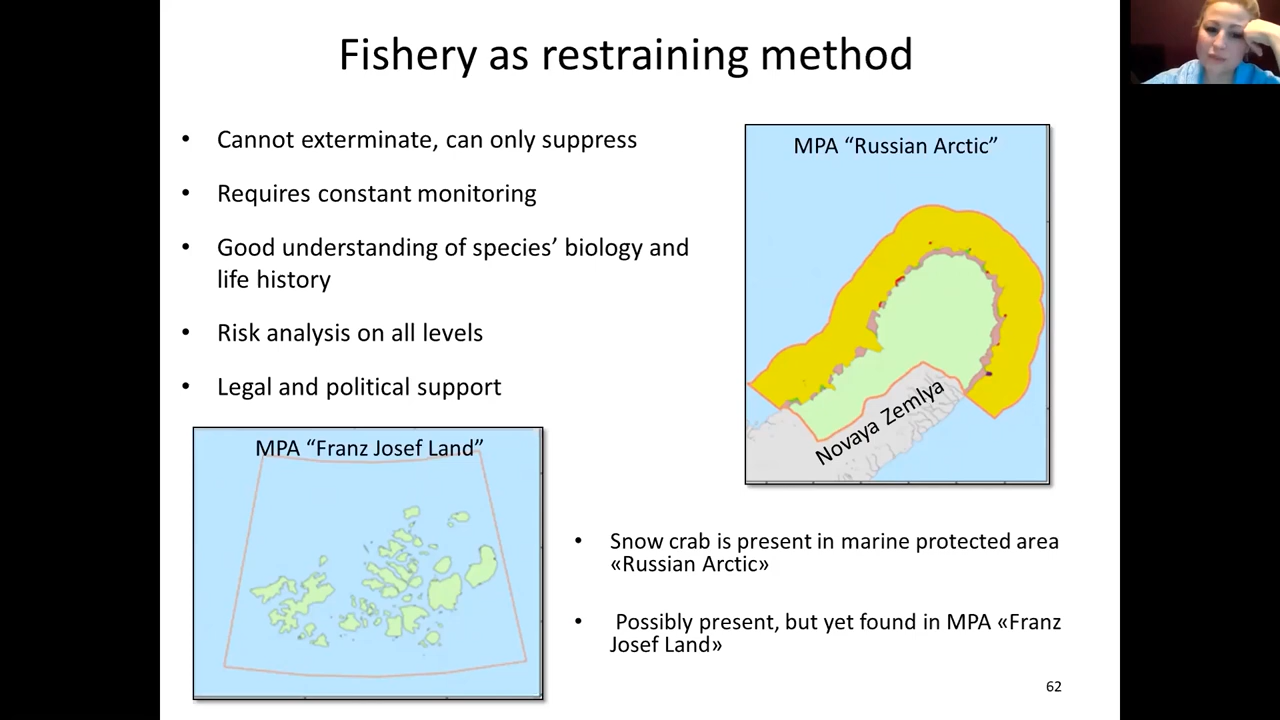 Fishery as restraining method
• Cannot exterminate, can only suppress
• Requires constant monitoring
• Good understanding of species’ biology and
life history
• Risk analysis on all levels
• Legal and political support
MPA “Russian Arctic”
Novaya Zemlya
MPA “Franz Josef Land”
• Snow crab is present in marine protected area
«Russian Arctic»
• Possibly present, but yet found in MPA «Franz
Josef Land»
62